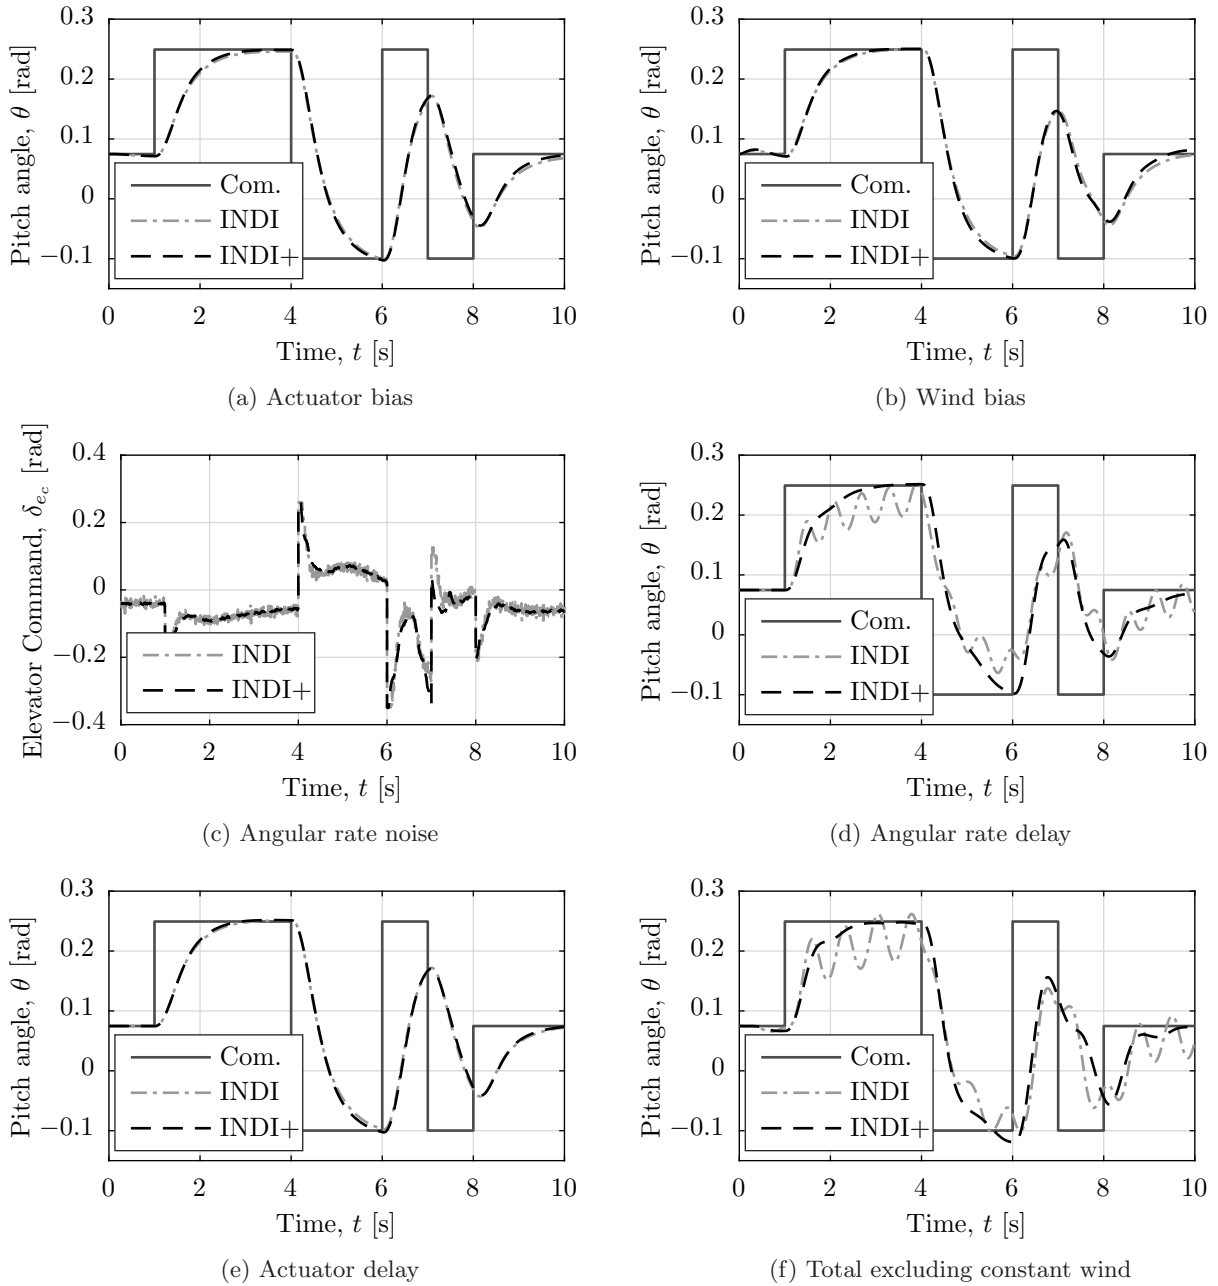 0.3
0.2
0.1
0
−0.1
Pitch angle, θ [rad]
Com.
INDI
INDI+
0 2 4 6 8 10
Time, t [s]
(a) Actuator bias
0.3
0.2
0.1
0
−0.1
Pitch angle, θ [rad]
Com.
INDI
INDI+
0 2 4 6 8 10
Time, t [s]
(b) Wind bias
0.4
0.2
0
−0.2
−0.4
Elevator Command, δe_c [rad]
INDI
INDI+
0 2 4 6 8 10
Time, t [s]
(c) Angular rate noise
0.3
0.2
0.1
0
−0.1
Pitch angle, θ [rad]
Com.
INDI
INDI+
0 2 4 6 8 10
Time, t [s]
(d) Angular rate delay
0.3
0.2
0.1
0
−0.1
Pitch angle, θ [rad]
Com.
INDI
INDI+
0 2 4 6 8 10
Time, t [s]
(e) Actuator delay
0.3
0.2
0.1
0
−0.1
Pitch angle, θ [rad]
Com.
INDI
INDI+
0 2 4 6 8 10
Time, t [s]
(f) Total excluding constant wind